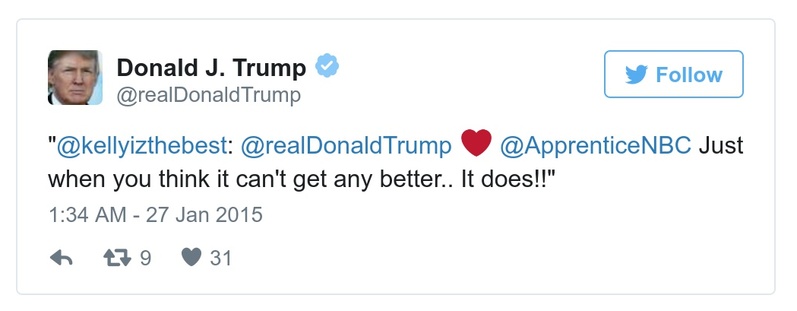 Donald J. Trump
@realDonaldTrump
Follow
"@kellyizthebest: @realDonaldTrump ❤ @ApprenticeNBC Just
when you think it can't get any better.. It does!!"
1:34 AM - 27 Jan 2015
9 31